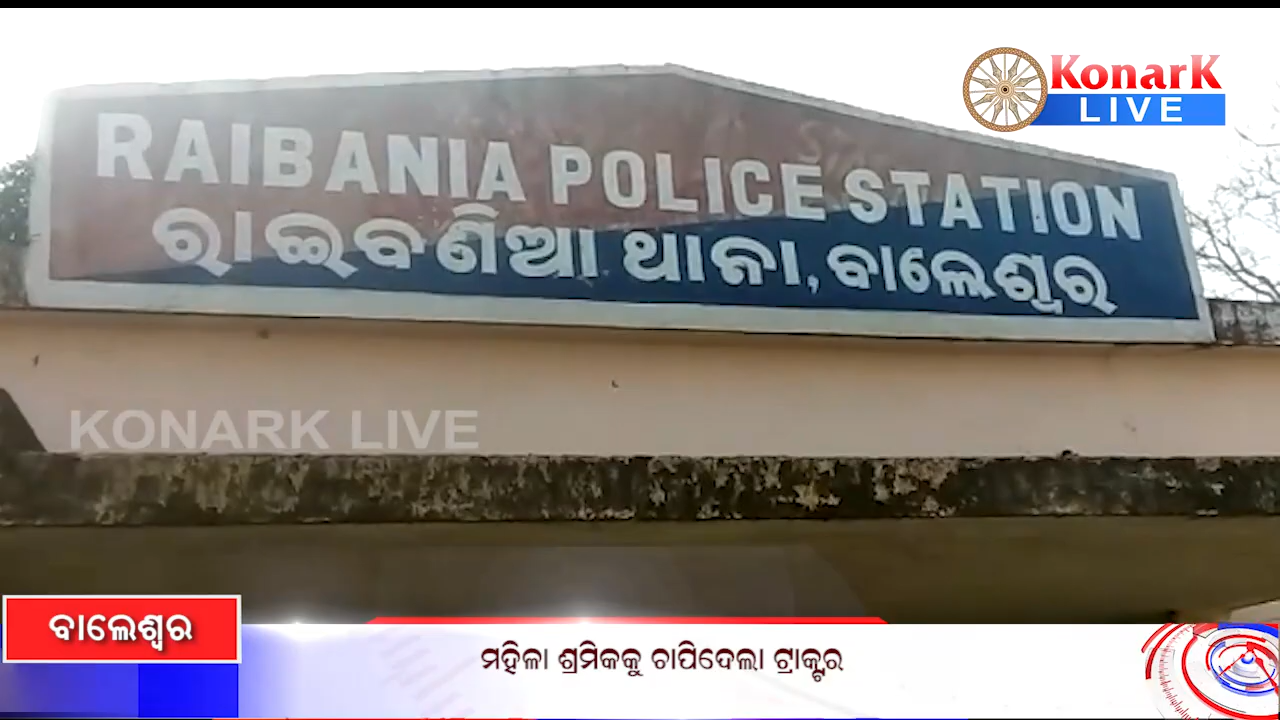 KonarK
LIVE
RAIBANIA POLICE STATION
ରାଇବଣିଆ ଥାନା, ବାଲେଶ୍ୱର
KONARK LIVE
ବାଲେଶ୍ୱର
ମହିଳା ଶ୍ରମିକକୁ ଚାପିଦେଲା ଟ୍ରାକ୍ଟର